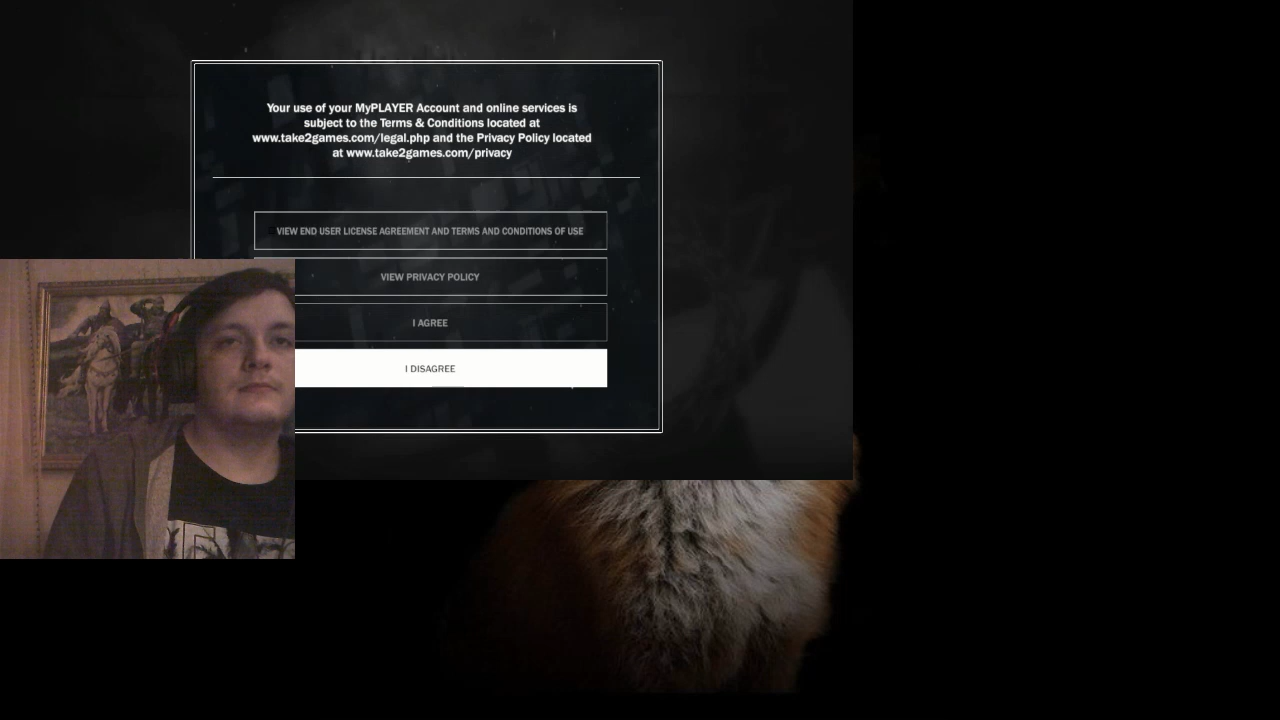 Your use of your MyPLAYER Account and online services is
subject to the Terms & Conditions located at
www.take2games.com/legal.php and the Privacy Policy located
at www.take2games.com/privacy
VIEW END USER LICENSE AGREEMENT AND TERMS AND CONDITIONS OF USE
VIEW PRIVACY POLICY
I AGREE
I DISAGREE